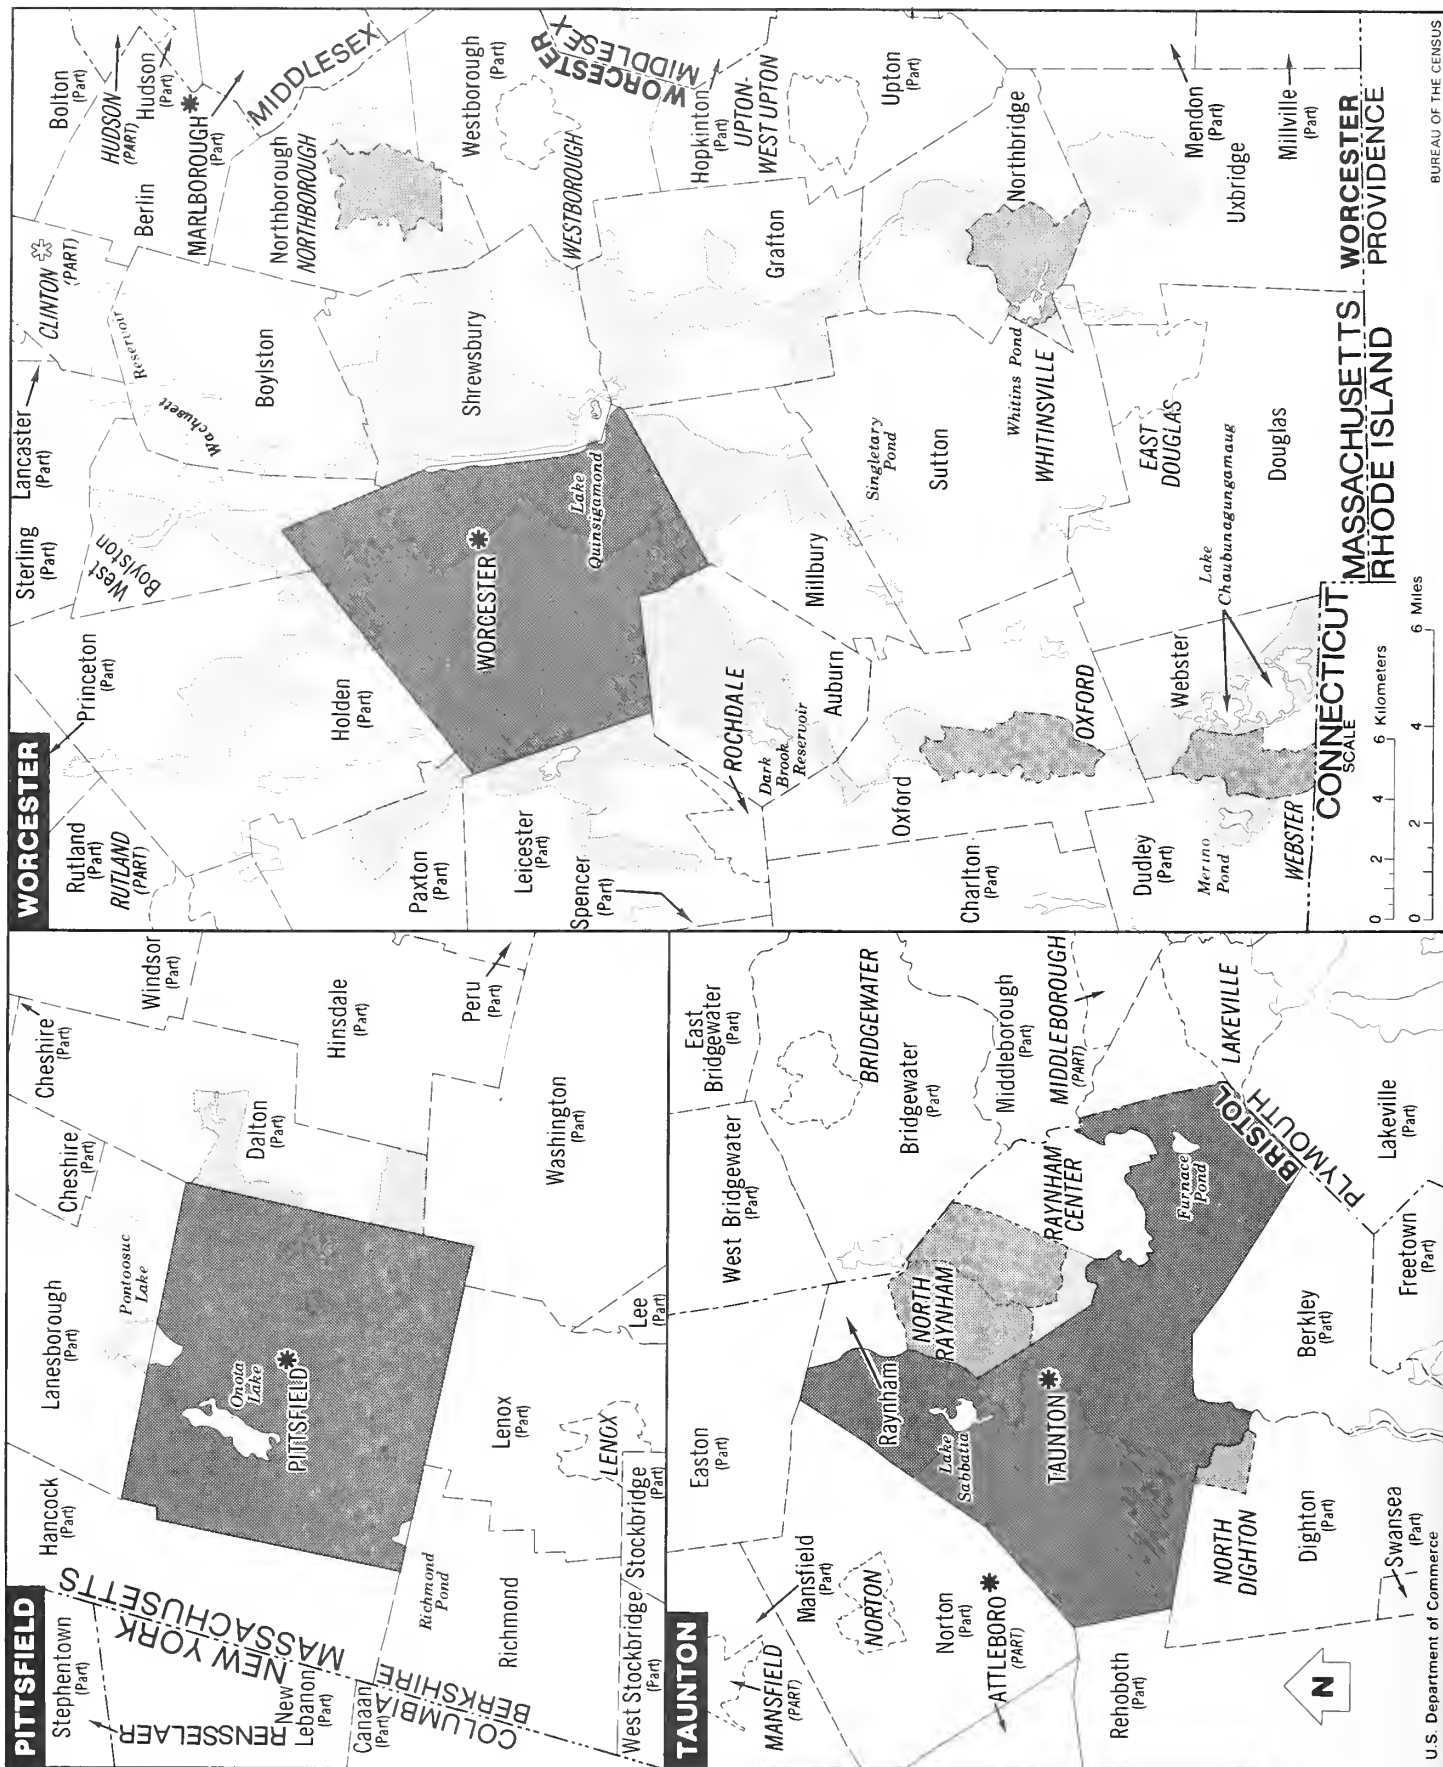 PITTSFIELD
Stephentown
(Part)
Hancock
(Part)
Lanesborough
(Part)
Cheshire
(Part)
Cheshire
(Part)
Windsor
(Part)
NEW YORK
MASSACHUSETTS
RENSSELAER
New
Lebanon
(Part)
Canaan
(Part)
COLUMBIA
BERKSHIRE
Pontoosuc
Lake
Onota
Lake
PITTSFIELD
Dalton
(Part)
Hinsdale
(Part)
Peru
(Part)
Richmond
Pond
Richmond
Lenox
(Part)
LENOX
Washington
(Part)
Lee
(Part)
West Stockbridge
(Part)
Stockbridge
(Part)
WORCESTER
Rutland
(Part)
RUTLAND
(PART)
Princeton
(Part)
Sterling
(Part)
Lancaster
(Part)
CLINTON
(PART)
Bolton
(Part)
HUDSON
(PART)
Hudson
(Part)
Berlin
MARLBOROUGH
(Part)
MIDDLESEX
West
Boylston
Wachusett
Reservoir
Boylston
Holden
(Part)
Northborough
NORTHBOROUGH
Paxton
(Part)
WORCESTER
Shrewsbury
Westborough
(Part)
WESTBOROUGH
WORCESTER
MIDDLESEX
Leicester
(Part)
Lake
Quinsigamond
Spencer
(Part)
Hopkinton
(Part)
UPTON-
WEST UPTON
Grafton
ROCHDALE
Dark
Brook
Reservoir
Auburn
Millbury
Singletary
Pond
Sutton
Upton
(Part)
Oxford
OXFORD
Charlton
(Part)
Whitins Pond
WHITINSVILLE
Northbridge
Dudley
(Part)
Merino
Pond
WEBSTER
Webster
Lake
Chaubunagungamaug
EAST
DOUGLAS
Douglas
Uxbridge
Mendon
(Part)
Millville
(Part)
CONNECTICUT
MASSACHUSETTS
RHODE ISLAND
WORCESTER
PROVIDENCE
SCALE
0 2 4 6 Kilometers
0 2 4 6 Miles
BUREAU OF THE CENSUS
TAUNTON
MANSFIELD
(PART)
Mansfield
(Part)
Easton
(Part)
West Bridgewater
(Part)
East
Bridgewater
(Part)
NORTON
Norton
(Part)
ATTLEBORO
(PART)
Raynham
NORTH
RAYNHAM
Lake
Sabbatia
Bridgewater
(Part)
BRIDGEWATER
RAYNHAM
CENTER
Middleborough
(Part)
MIDDLEBOROUGH
(PART)
TAUNTON
Rehoboth
(Part)
Furnace
Pond
BRISTOL
PLYMOUTH
LAKEVILLE
Lakeville
(Part)
NORTH
DIGHTON
Dighton
(Part)
Berkley
(Part)
Freetown
(Part)
Swansea
(Part)
N
U.S. Department of Commerce